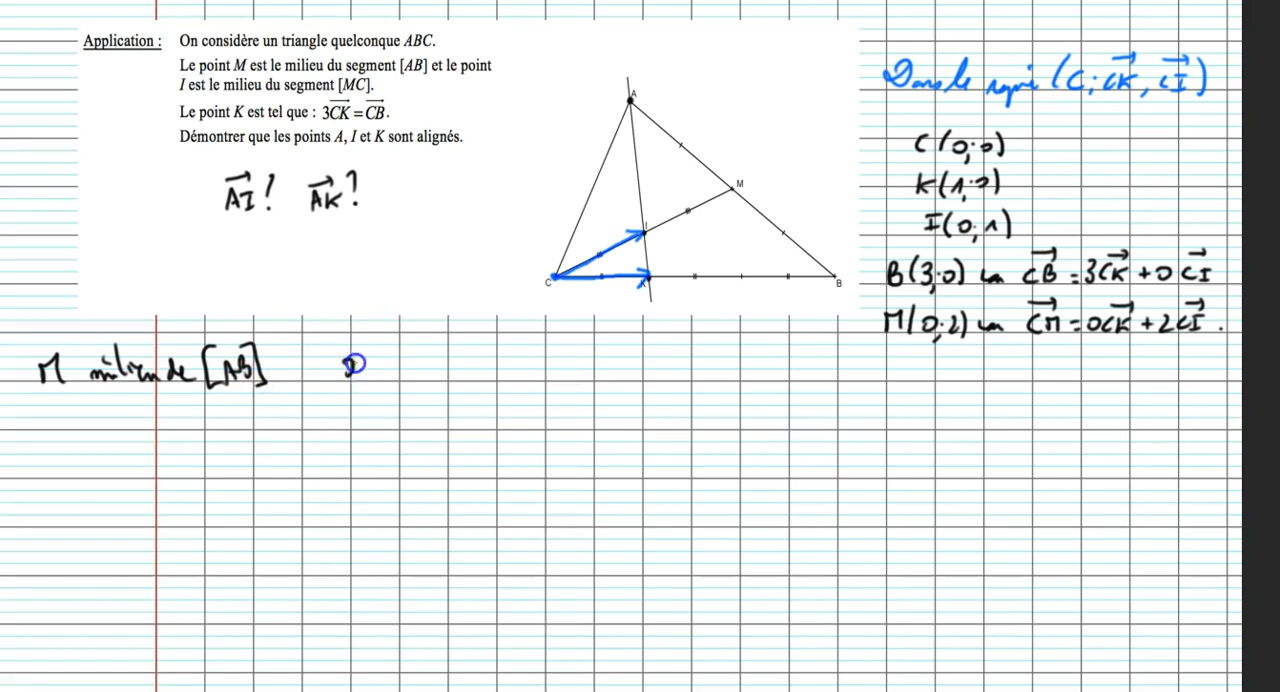 Application : On considère un triangle quelconque ABC.
Le point M est le milieu du segment [AB] et le point
I est le milieu du segment [MC].
Le point K est tel que : 3CK⃗ = CB⃗.
Démontrer que les points A, I et K sont alignés.
AI⃗ ! AK⃗ ?
A
M
I
C
K
B
Dans le repère (C; CK⃗, CI⃗)
C(0;0)
K(1;0)
I(0;1)
B(3;0) car CB⃗ = 3CK⃗ + 0CI⃗
M(0;2) car CM⃗ = 0CK⃗ + 2CI⃗.
M milieu de [AB]